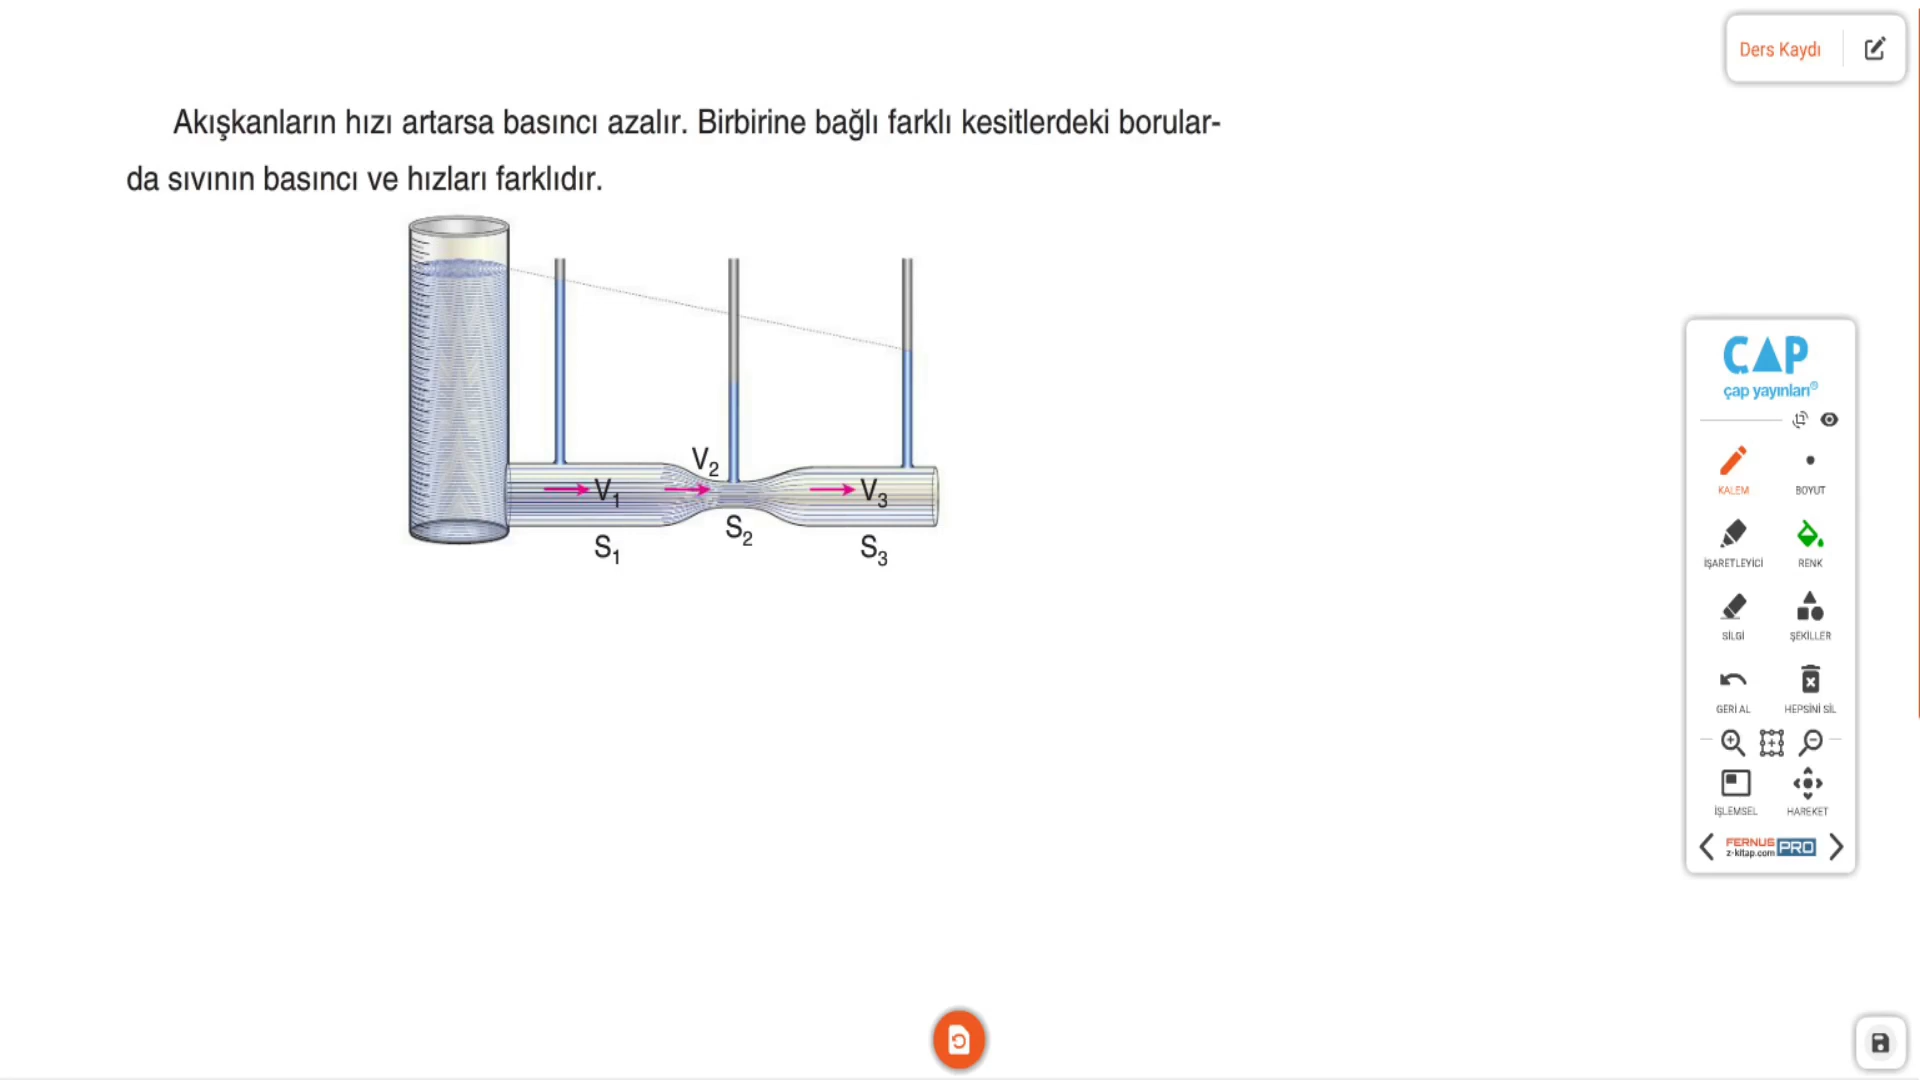 Ders Kaydı
Akışkanların hızı artarsa basıncı azalır. Birbirine bağlı farklı kesitlerdeki borular-
da sıvının basıncı ve hızları farklıdır.
V2
V1
V3
S2
S1
S3
ÇAP
çap yayınları®
KALEM
BOYUT
İŞARETLEYİCİ
RENK
SİLGİ
ŞEKİLLER
GERİ AL
HEPSİNİ SİL
İŞLEMSEL
HAREKET
FERNUS
z-kitap.com PRO